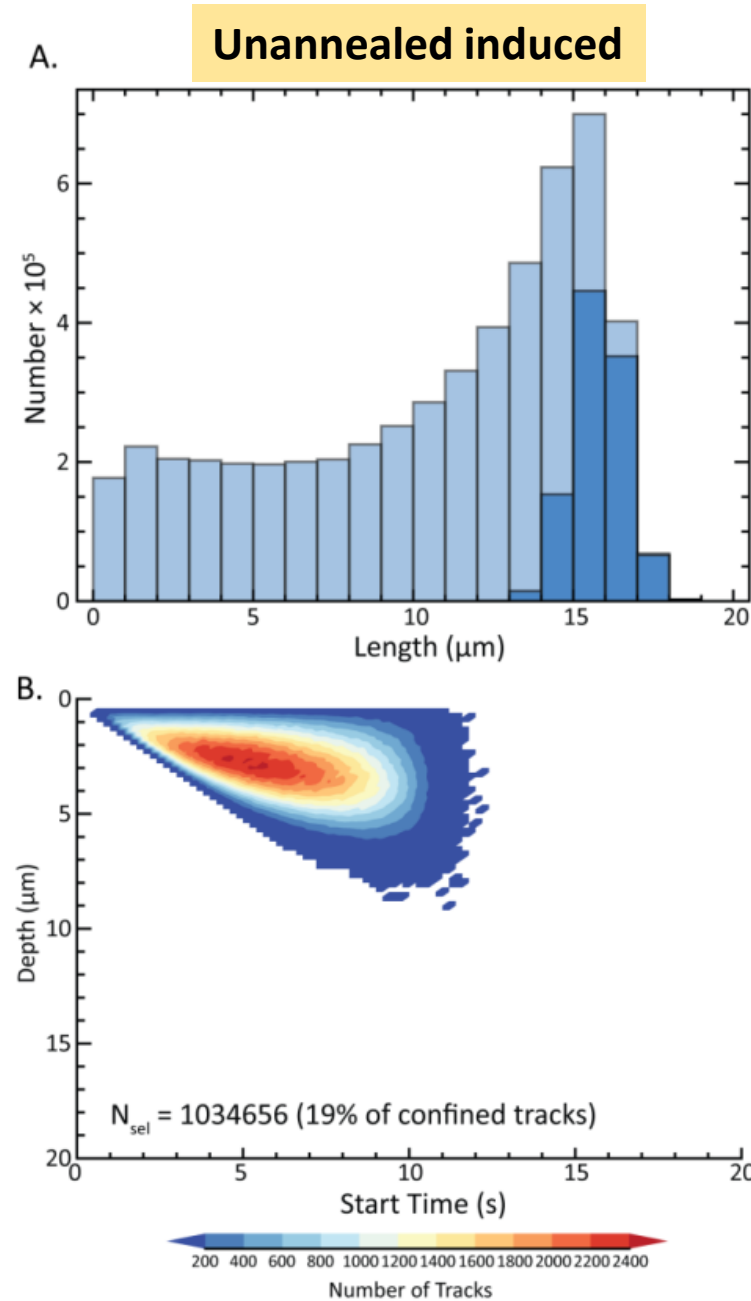 Unannealed induced
A.
Number × 10⁵
6
4
2
0
0 5 10 15 20
Length (μm)
B.
Depth (μm)
0
5
10
15
20
N_sel = 1034656 (19% of confined tracks)
0 5 10 15 20
Start Time (s)
200 400 600 800 1000 1200 1400 1600 1800 2000 2200 2400
Number of Tracks